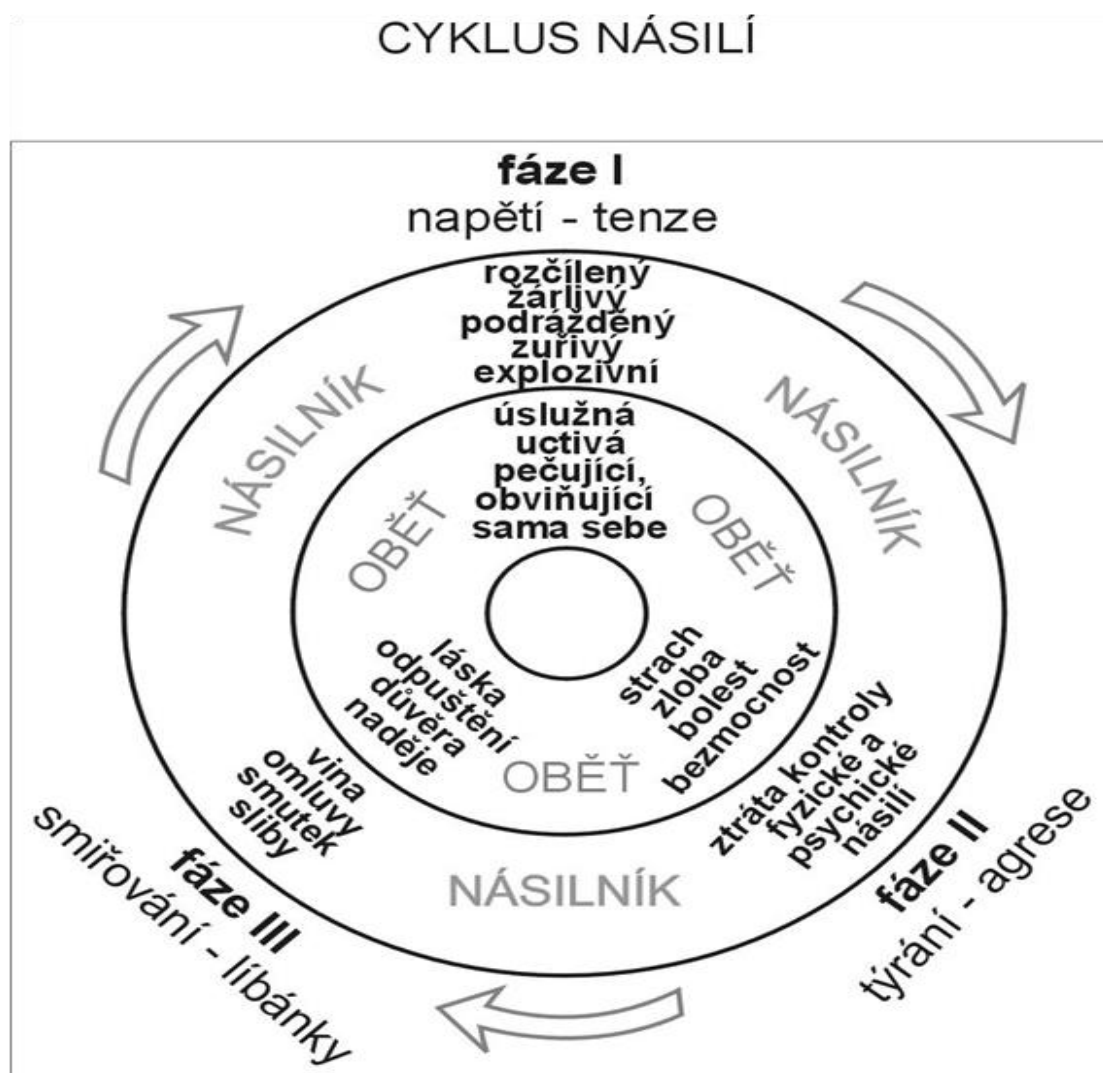 CYKLUS NÁSILÍ
fáze I
napětí - tenze
rozčílený
žárlivý
podrážděný
zuřivý
explozivní
NÁSILNÍK
NÁSILNÍK
úslužná
uctivá
pečující,
obviňující
sama sebe
OBĚŤ
OBĚŤ
strach
zloba
bolest
bezmocnost
ztráta kontroly
fyzické a
psychické
násilí
fáze II
týrání - agrese
láska
odpuštění
důvěra
naděje
OBĚŤ
NÁSILNÍK
vina
omluvy
smutek
sliby
fáze III
smiřování - líbánky